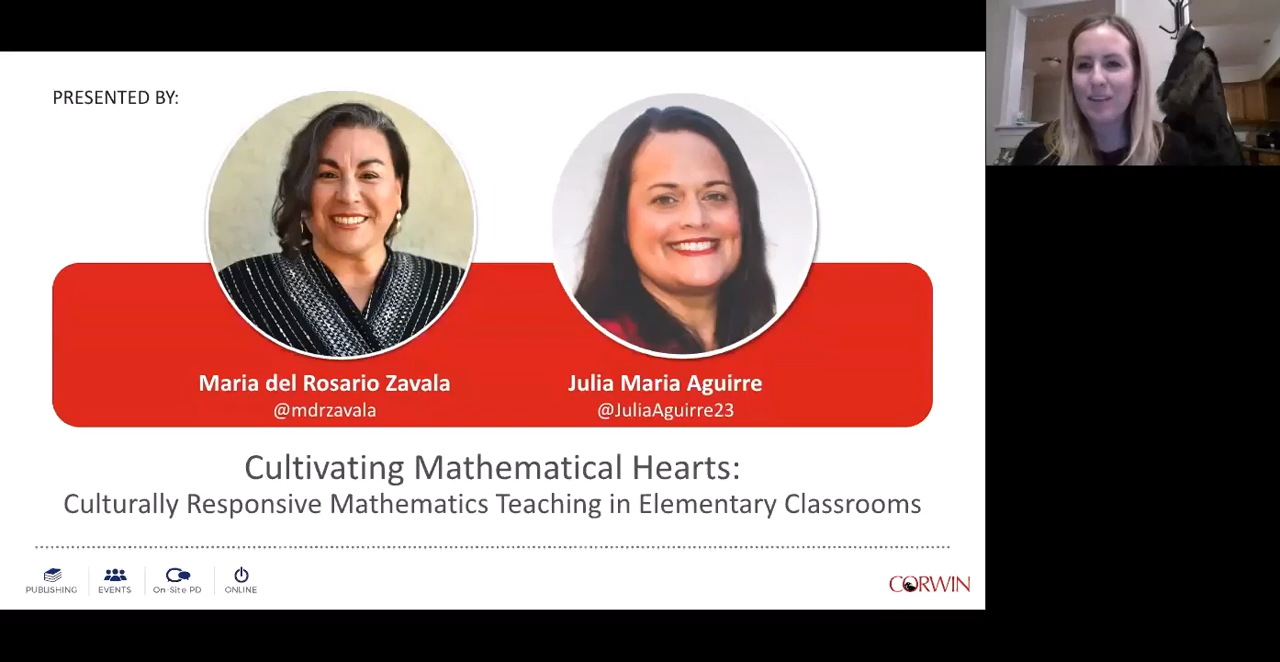 PRESENTED BY:
Maria del Rosario Zavala
@mdrzavala
Julia Maria Aguirre
@JuliaAguirre23
Cultivating Mathematical Hearts:
Culturally Responsive Mathematics Teaching in Elementary Classrooms
PUBLISHING
EVENTS
On-Site PD
ONLINE
CORWIN